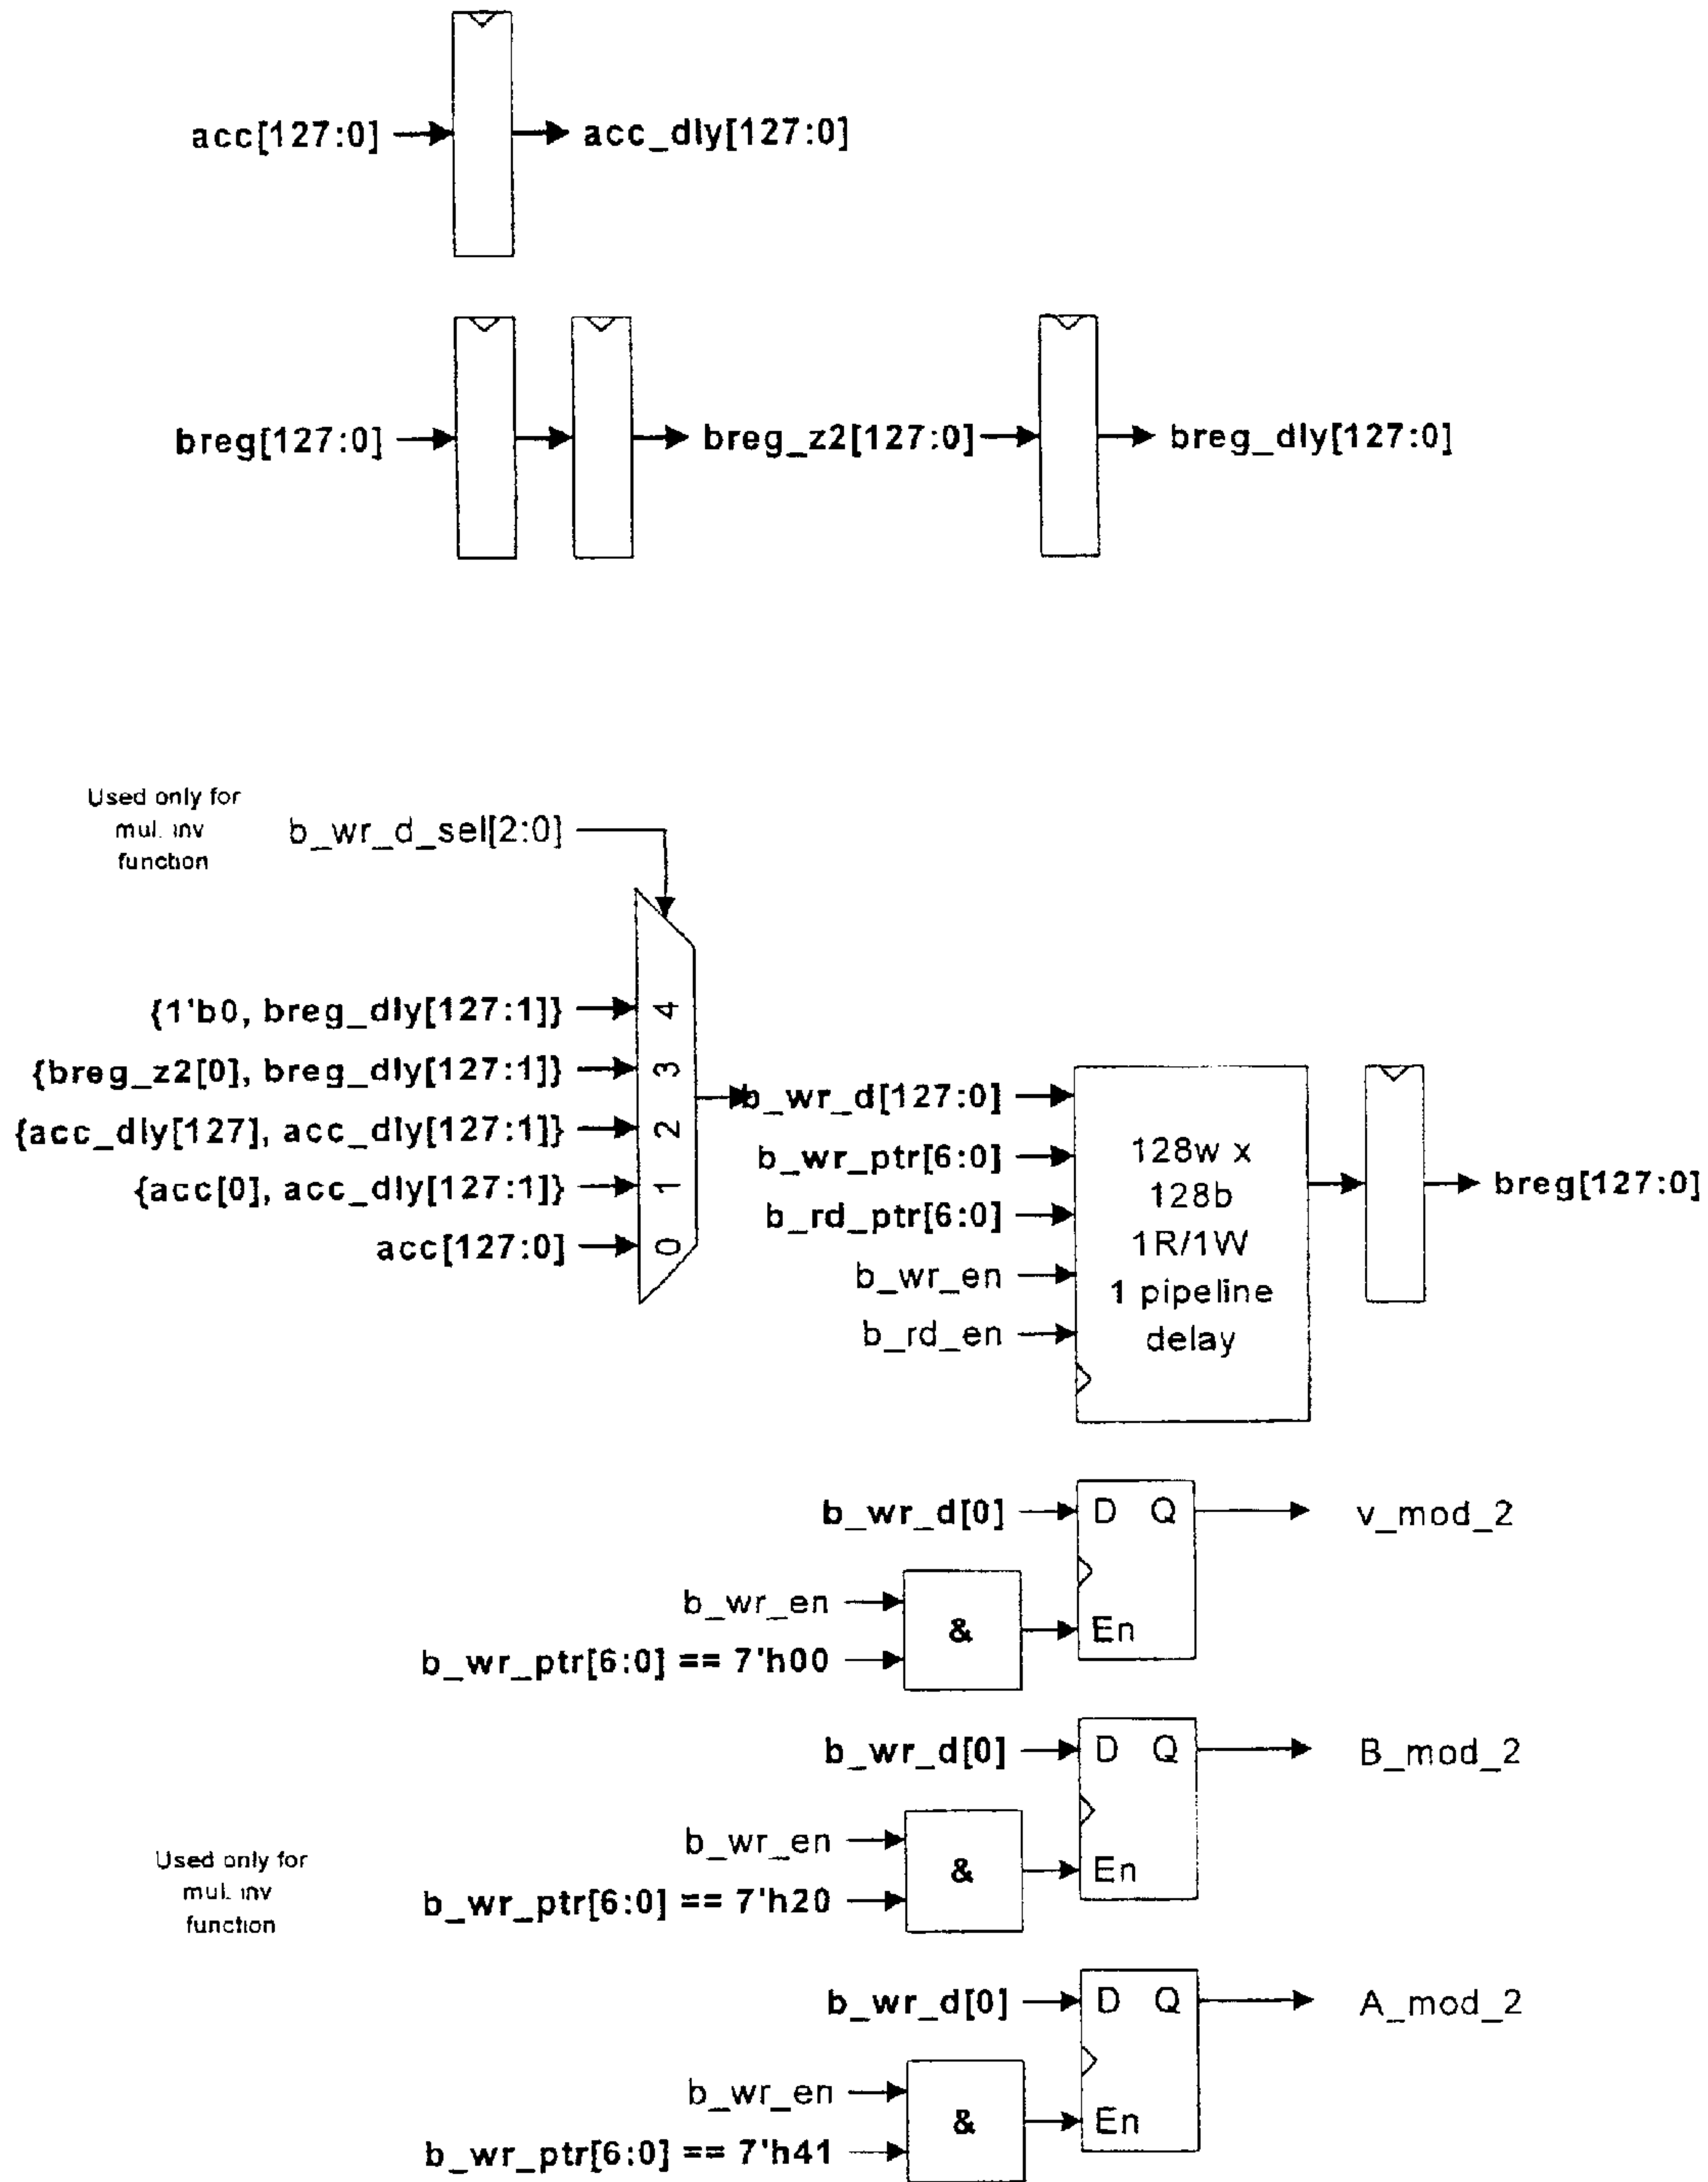 acc[127:0]
acc_dly[127:0]
breg[127:0]
breg_z2[127:0]
breg_dly[127:0]
Used only for
mul. inv
function
b_wr_d_sel[2:0]
{1'b0, breg_dly[127:1]}
4
{breg_z2[0], breg_dly[127:1]}
3
{acc_dly[127], acc_dly[127:1]}
2
{acc[0], acc_dly[127:1]}
1
acc[127:0]
0
b_wr_d[127:0]
b_wr_ptr[6:0]
b_rd_ptr[6:0]
b_wr_en
b_rd_en
128w x
128b
1R/1W
1 pipeline
delay
breg[127:0]
b_wr_d[0]
D Q
v_mod_2
b_wr_en
&
En
b_wr_ptr[6:0] == 7'h00
b_wr_d[0]
D Q
B_mod_2
b_wr_en
&
En
b_wr_ptr[6:0] == 7'h20
Used only for
mul. inv
function
b_wr_d[0]
D Q
A_mod_2
b_wr_en
&
En
b_wr_ptr[6:0] == 7'h41